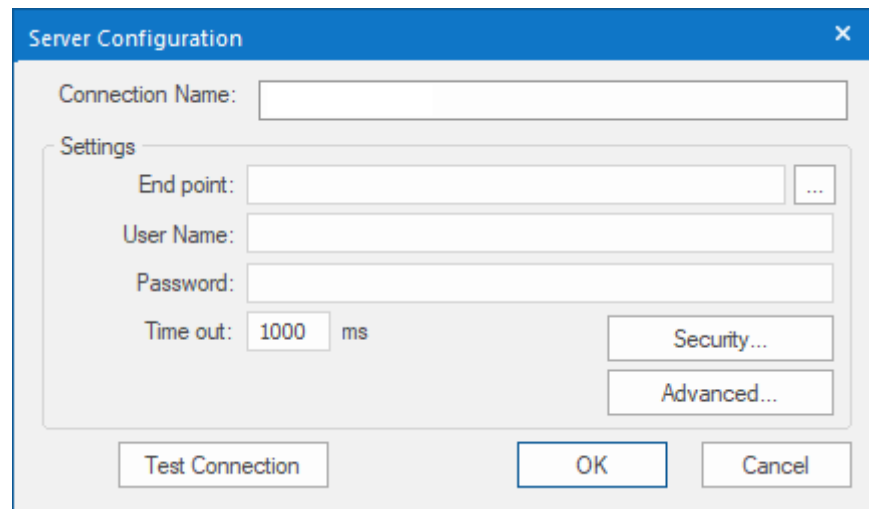 Server Configuration
Connection Name:
Settings
End point: ...
User Name:
Password:
Time out: 1000 ms
Security...
Advanced...
Test Connection OK Cancel